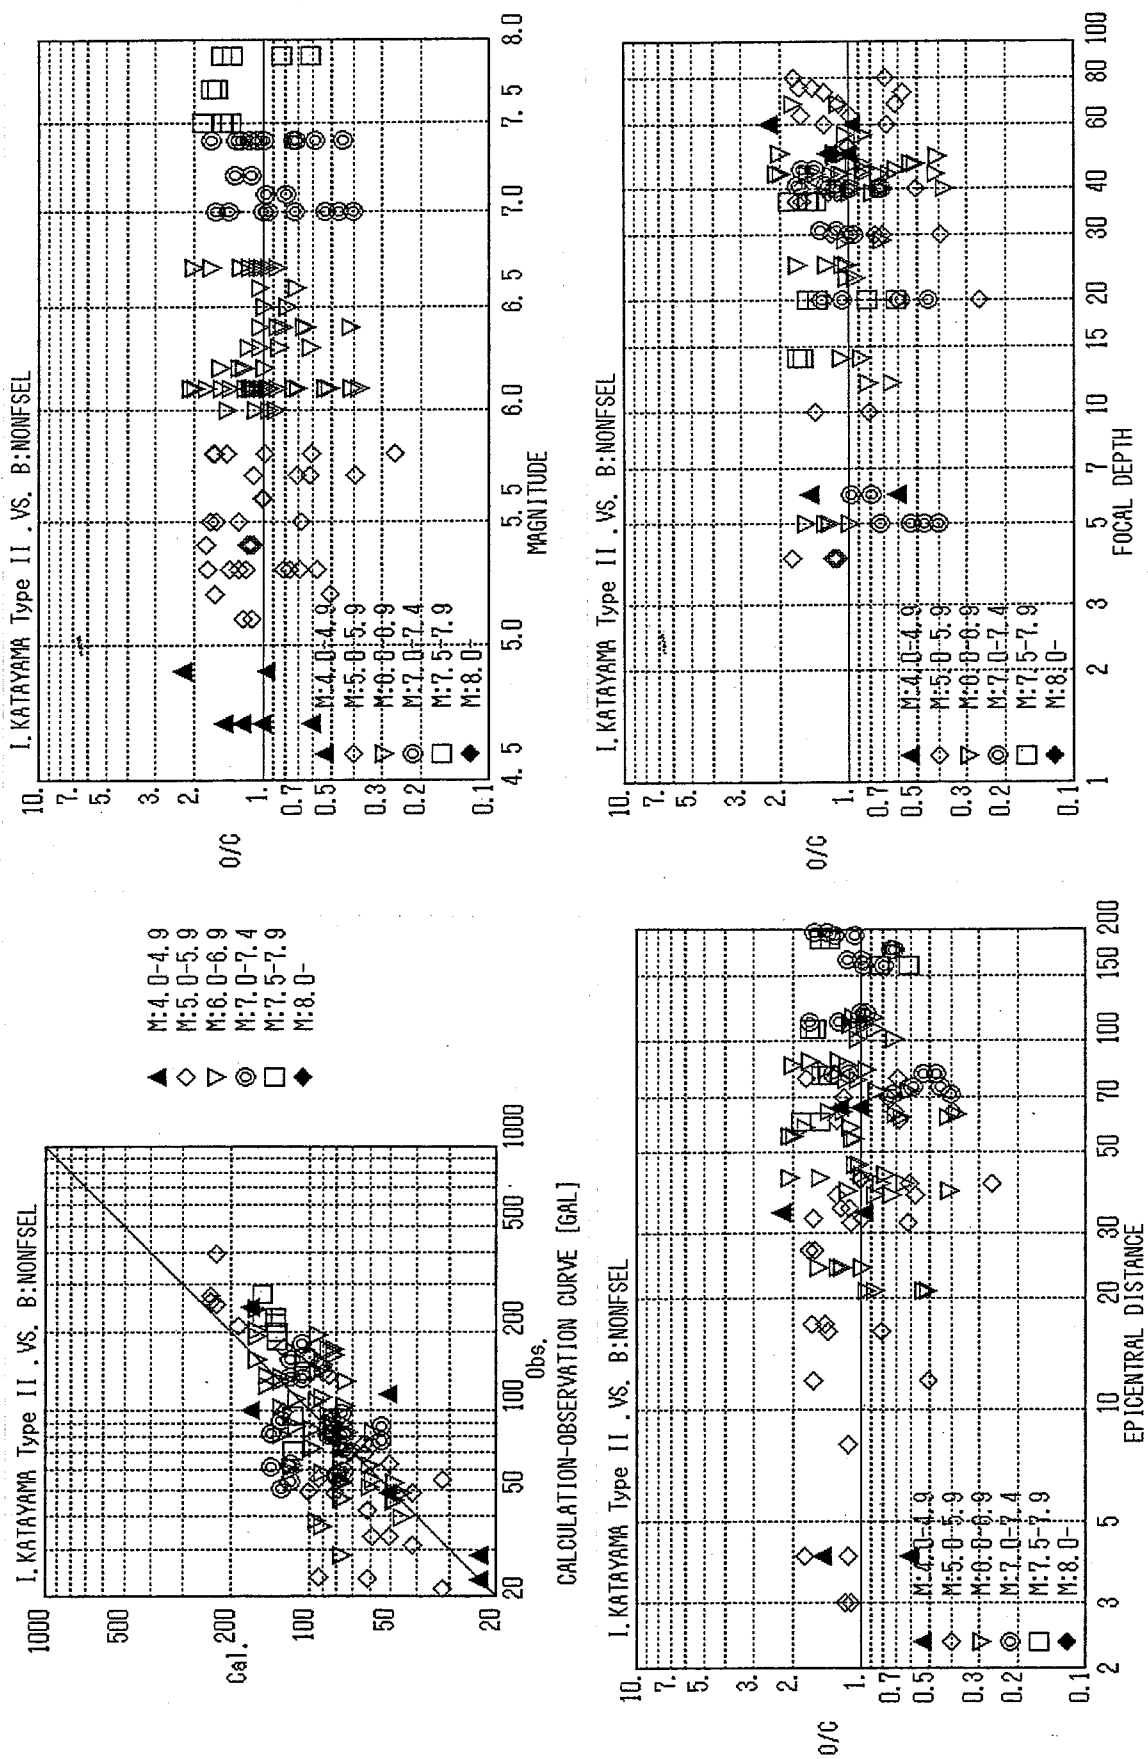 I.KATAYAMA Type II .VS. B:NONFSEL
1000
500
200
Cal.
100
50
20
20
50
100
200
Obs.
500
1000
CALCULATION-OBSERVATION CURVE [GAL]
M:4.0-4.9
M:5.0-5.9
M:6.0-6.9
M:7.0-7.4
M:7.5-7.9
M:8.0-
I.KATAYAMA Type II .VS. B:NONFSEL
10.
7.
5.
3.
2.
1.
0.7
0.5
0.3
0.2
0.1
O/C
M:4.0-4.9
M:5.0-5.9
M:6.0-6.9
M:7.0-7.4
M:7.5-7.9
M:8.0-
4.5
5.0
5.5
6.0
6.5
7.0
7.5
8.0
MAGNITUDE
I.KATAYAMA Type II .VS. B:NONFSEL
10.
7.
5.
3.
2.
1.
0.7
0.5
0.3
0.2
0.1
O/C
M:4.0-4.9
M:5.0-5.9
M:6.0-6.9
M:7.0-7.4
M:7.5-7.9
M:8.0-
2
3
5
10
20
30
50
70
100
150
200
EPICENTRAL DISTANCE
I.KATAYAMA Type II .VS. B:NONFSEL
10.
7.
5.
3.
2.
1.
0.7
0.5
0.3
0.2
0.1
O/C
M:4.0-4.9
M:5.0-5.9
M:6.0-6.9
M:7.0-7.4
M:7.5-7.9
M:8.0-
1
2
3
5
7
10
15
20
30
40
60
80
100
FOCAL DEPTH